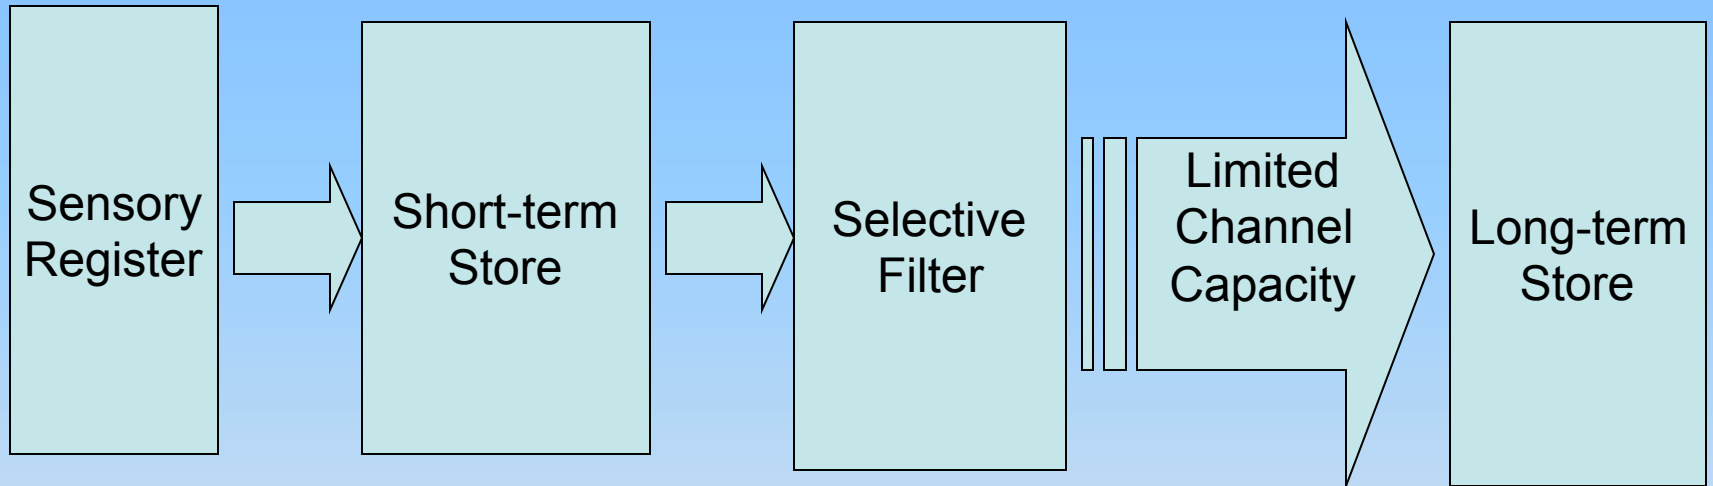 Sensory
Register
Short-term
Store
Selective
Filter
Limited
Channel
Capacity
Long-term
Store